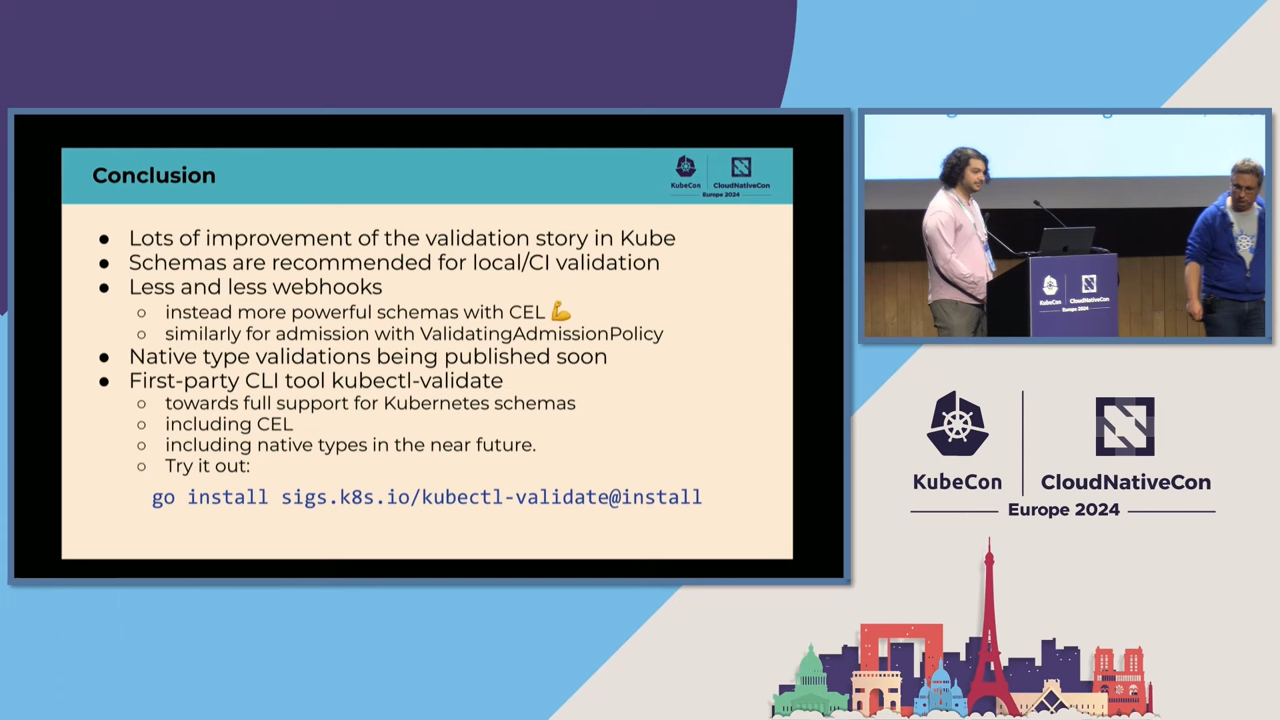 Conclusion
KubeCon
CloudNativeCon
Europe 2024
● Lots of improvement of the validation story in Kube
● Schemas are recommended for local/CI validation
● Less and less webhooks
○ instead more powerful schemas with CEL 💪
○ similarly for admission with ValidatingAdmissionPolicy
● Native type validations being published soon
● First-party CLI tool kubectl-validate
○ towards full support for Kubernetes schemas
○ including CEL
○ including native types in the near future.
○ Try it out:
go install sigs.k8s.io/kubectl-validate@install
KubeCon
CloudNativeCon
Europe 2024
KubeCon
CloudNativeCon
Europe 2024